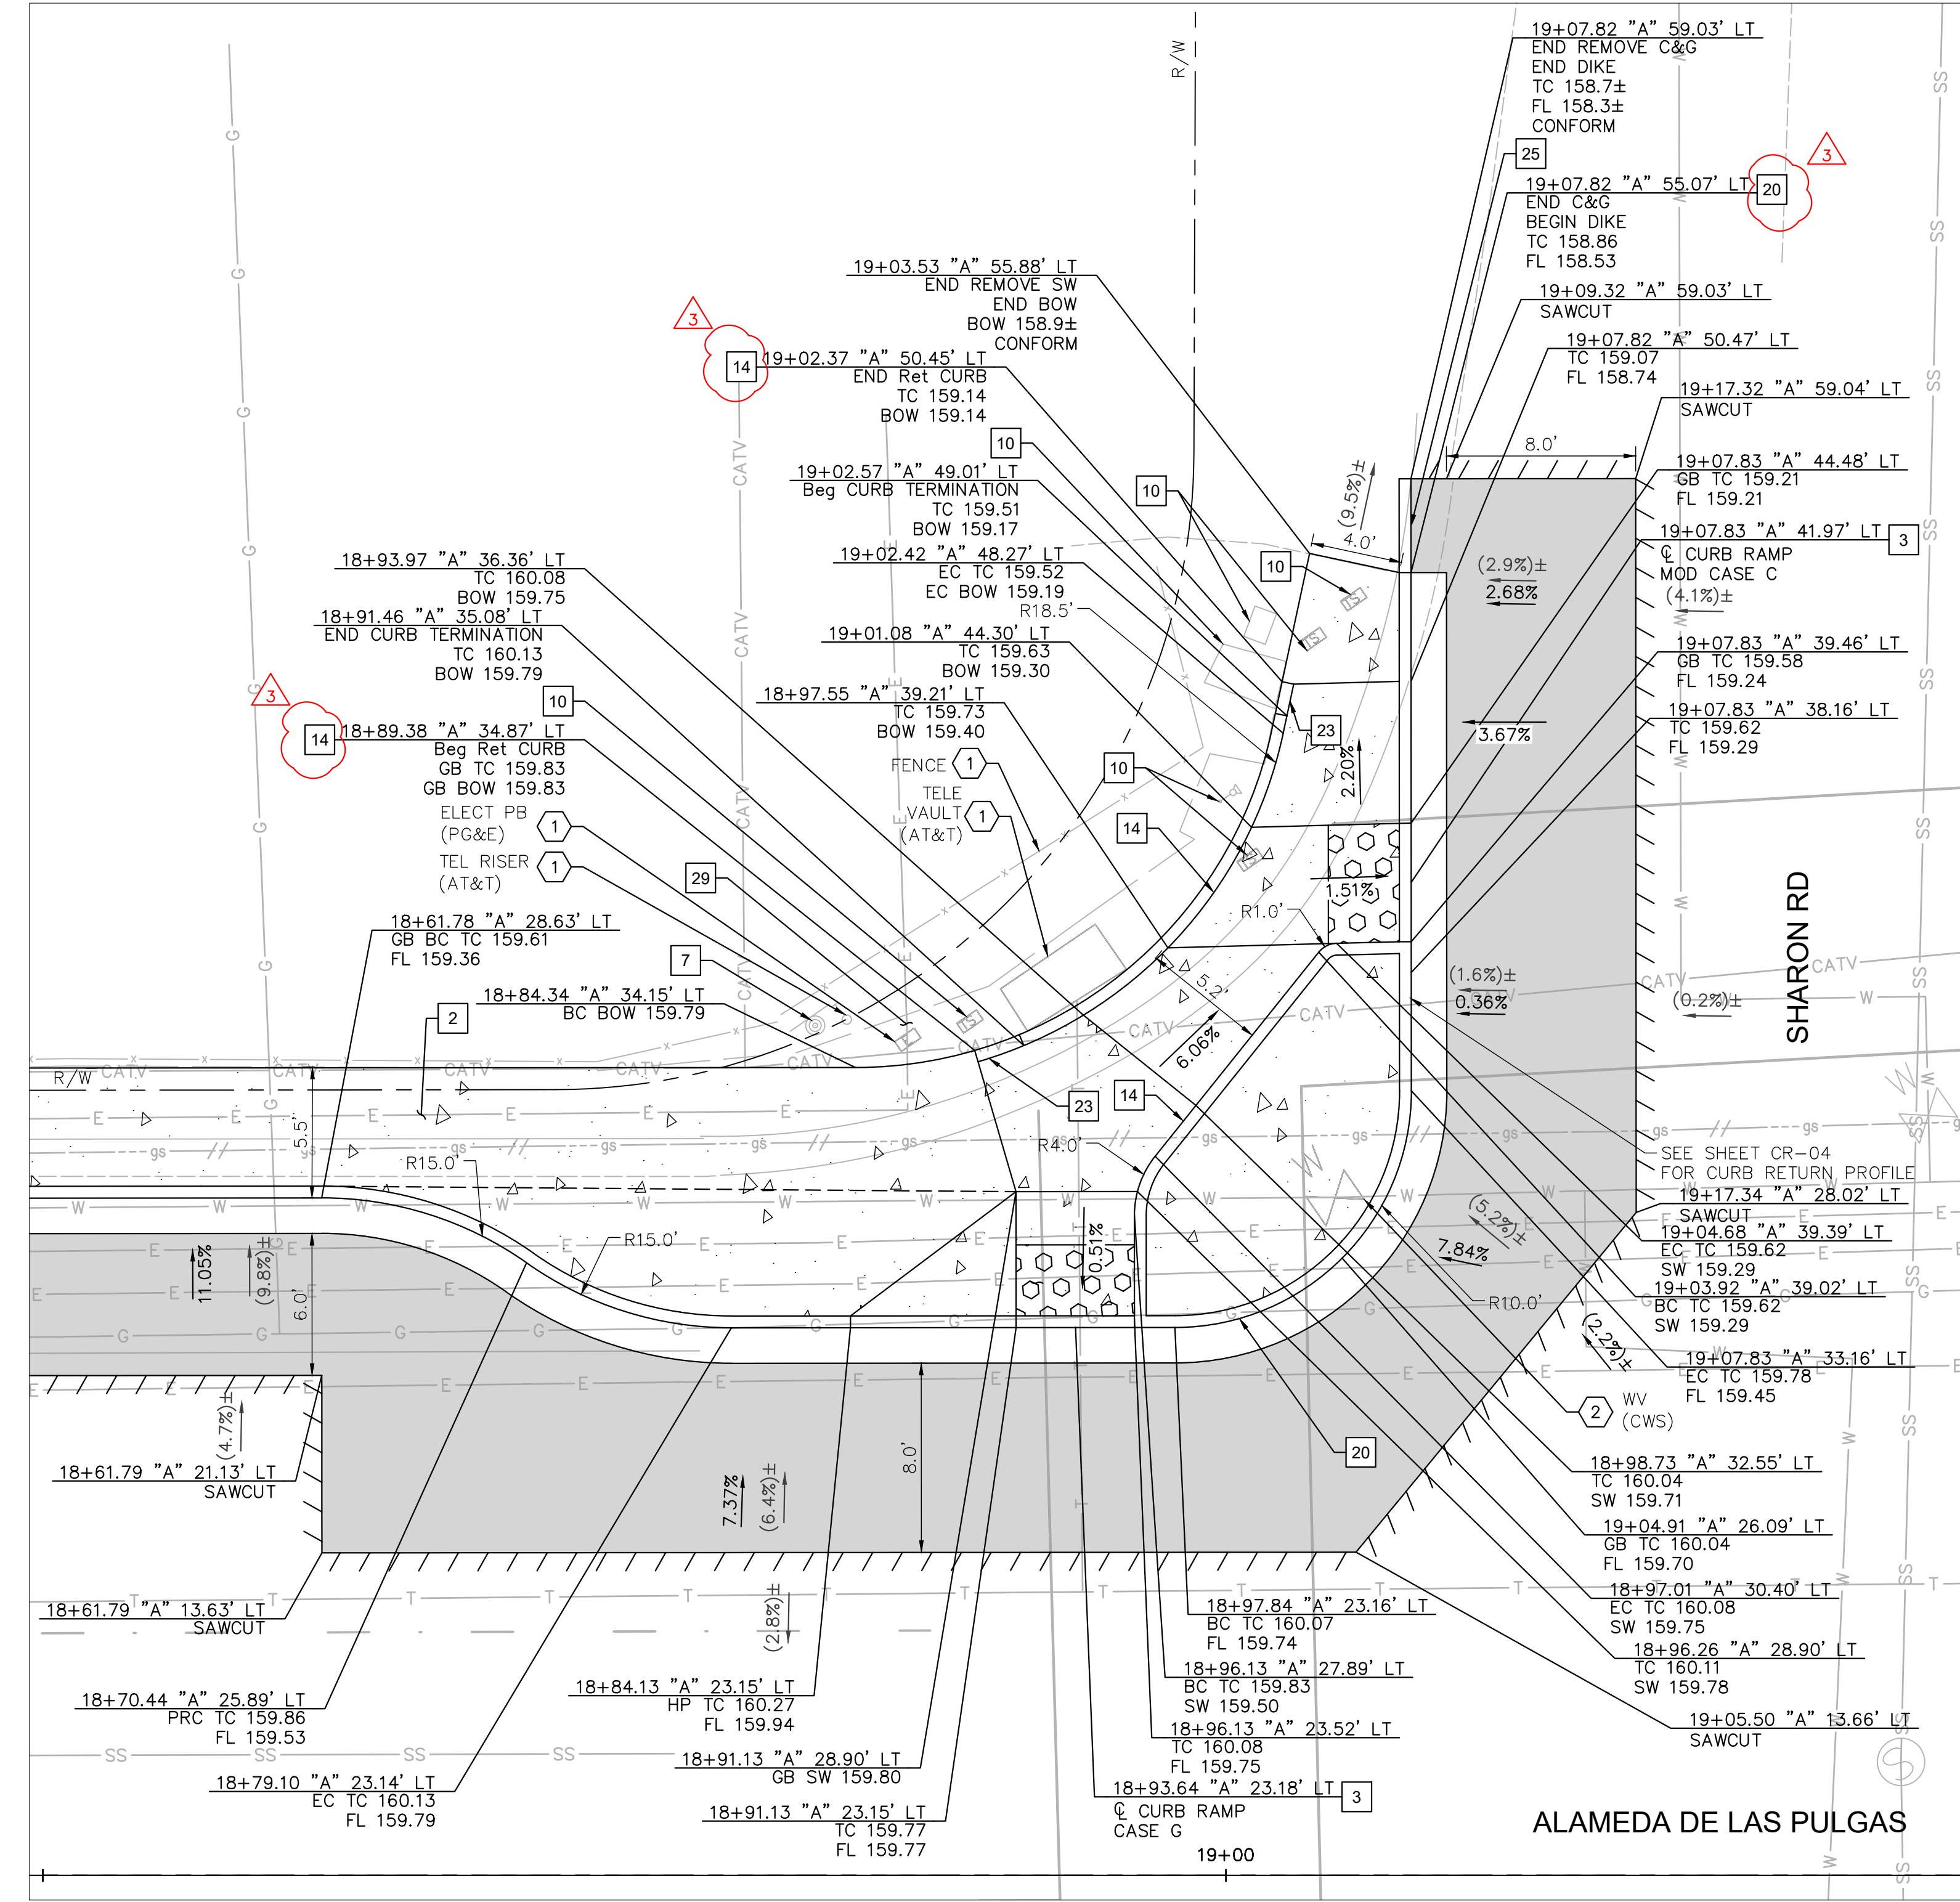 R/W
19+07.82 "A" 59.03' LT
END REMOVE C&G
END DIKE
TC 158.7±
FL 158.3±
CONFORM
25
3
19+07.82 "A" 55.07' LT
20
END C&G
BEGIN DIKE
TC 158.86
FL 158.53
19+03.53 "A" 55.88' LT
END REMOVE SW
END BOW
BOW 158.9±
CONFORM
19+09.32 "A" 59.03' LT
SAWCUT
3
14
19+02.37 "A" 50.45' LT
END Ret CURB
TC 159.14
BOW 159.14
19+07.82 "A" 50.47' LT
TC 159.07
FL 158.74
19+17.32 "A" 59.04' LT
SAWCUT
8.0'
10
19+02.57 "A" 49.01' LT
Beg CURB TERMINATION
TC 159.51
BOW 159.17
10
(9.5%)±
4.0'
19+07.83 "A" 44.48' LT
GB TC 159.21
FL 159.21
19+07.83 "A" 41.97' LT
3
℄ CURB RAMP
MOD CASE C
(4.1%)±
18+93.97 "A" 36.36' LT
TC 160.08
BOW 159.75
19+02.42 "A" 48.27' LT
EC TC 159.52
EC BOW 159.19
R18.5'
10
(2.9%)±
2.68%
18+91.46 "A" 35.08' LT
END CURB TERMINATION
TC 160.13
BOW 159.79
19+01.08 "A" 44.30' LT
TC 159.63
BOW 159.30
19+07.83 "A" 39.46' LT
GB TC 159.58
FL 159.24
3
10
18+97.55 "A" 39.21' LT
TC 159.73
BOW 159.40
19+07.83 "A" 38.16' LT
TC 159.62
FL 159.29
14
18+89.38 "A" 34.87' LT
Beg Ret CURB
GB TC 159.83
GB BOW 159.83
23
3.67%
2.20%
FENCE
1
10
TELE
VAULT
(AT&T)
1
14
ELECT PB
(PG&E)
1
TEL RISER
(AT&T)
1
29
1.51%
R1.0'
18+61.78 "A" 28.63' LT
GB BC TC 159.61
FL 159.36
7
SHARON RD
18+84.34 "A" 34.15' LT
BC BOW 159.79
2
5.2'
6.06%
(1.6%)±
0.36%
(0.2%)±
R/W
5.5'
23
14
R4.0'
R15.0'
SEE SHEET CR-04
FOR CURB RETURN PROFILE
19+17.34 "A" 28.02' LT
SAWCUT
R15.0'
0.51%
(5.2%)±
7.84%
11.05%
(9.8%)±
6.0'
19+04.68 "A" 39.39' LT
EC TC 159.62
SW 159.29
R10.0'
19+03.92 "A" 39.02' LT
BC TC 159.62
SW 159.29
(2.2%)±
19+07.83 "A" 33.16' LT
EC TC 159.78
FL 159.45
2
WV
(CWS)
(4.7%)±
8.0'
20
18+61.79 "A" 21.13' LT
SAWCUT
7.37%
(6.4%)±
18+98.73 "A" 32.55' LT
TC 160.04
SW 159.71
19+04.91 "A" 26.09' LT
GB TC 160.04
FL 159.70
18+61.79 "A" 13.63' LT
SAWCUT
(2.8%)±
18+97.01 "A" 30.40' LT
EC TC 160.08
SW 159.75
18+97.84 "A" 23.16' LT
BC TC 160.07
FL 159.74
18+96.26 "A" 28.90' LT
TC 160.11
SW 159.78
18+96.13 "A" 27.89' LT
BC TC 159.83
SW 159.50
18+70.44 "A" 25.89' LT
PRC TC 159.86
FL 159.53
18+84.13 "A" 23.15' LT
HP TC 160.27
FL 159.94
19+05.50 "A" 13.66' LT
SAWCUT
18+96.13 "A" 23.52' LT
TC 160.08
FL 159.75
18+91.13 "A" 28.90' LT
GB SW 159.80
18+79.10 "A" 23.14' LT
EC TC 160.13
FL 159.79
18+93.64 "A" 23.18' LT
3
℄ CURB RAMP
CASE G
18+91.13 "A" 23.15' LT
TC 159.77
FL 159.77
ALAMEDA DE LAS PULGAS
19+00